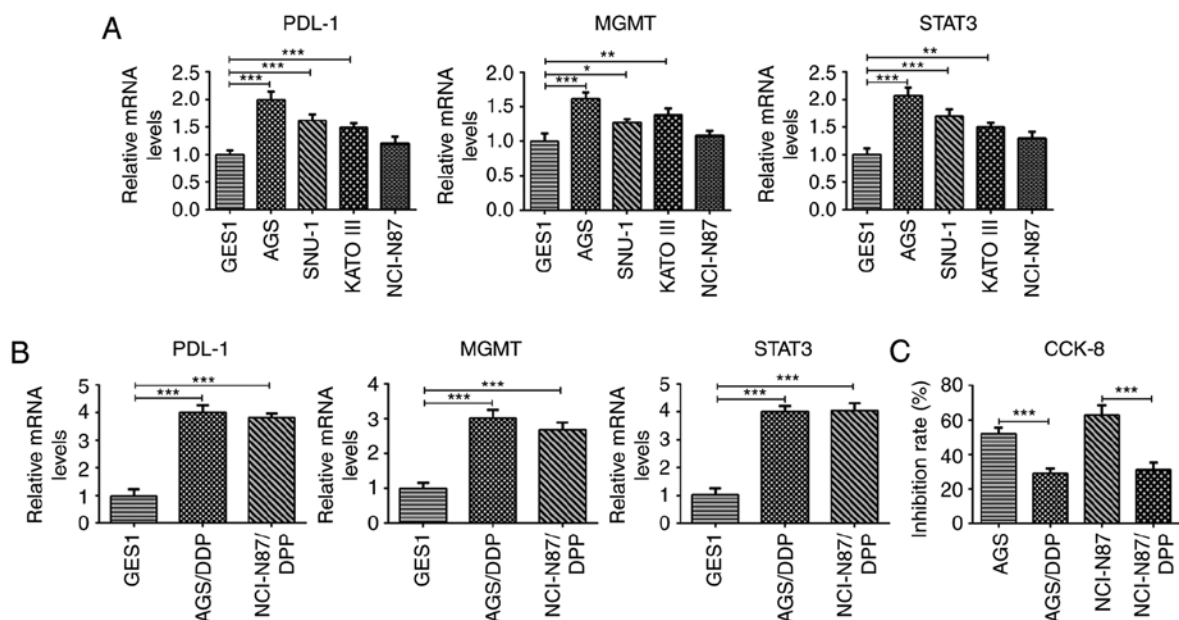 A
PDL-1
Relative mRNA levels
2.5
2.0
1.5
1.0
0.5
0.0
***
***
***
GES1
AGS
SNU-1
KATO III
NCI-N87
MGMT
Relative mRNA levels
2.5
2.0
1.5
1.0
0.5
0.0
**
*
***
GES1
AGS
SNU-1
KATO III
NCI-N87
STAT3
Relative mRNA levels
2.5
2.0
1.5
1.0
0.5
0.0
**
***
***
GES1
AGS
SNU-1
KATO III
NCI-N87
B
PDL-1
Relative mRNA levels
5
4
3
2
1
0
***
***
GES1
AGS/DDP
NCI-N87/
DPP
MGMT
Relative mRNA levels
4
3
2
1
0
***
***
GES1
AGS/DDP
NCI-N87/
DPP
STAT3
Relative mRNA levels
5
4
3
2
1
0
***
***
GES1
AGS/DDP
NCI-N87/
DPP
C
CCK-8
Inhibition rate (%)
80
60
40
20
0
***
***
AGS
AGS/DDP
NCI-N87
NCI-N87/
DPP